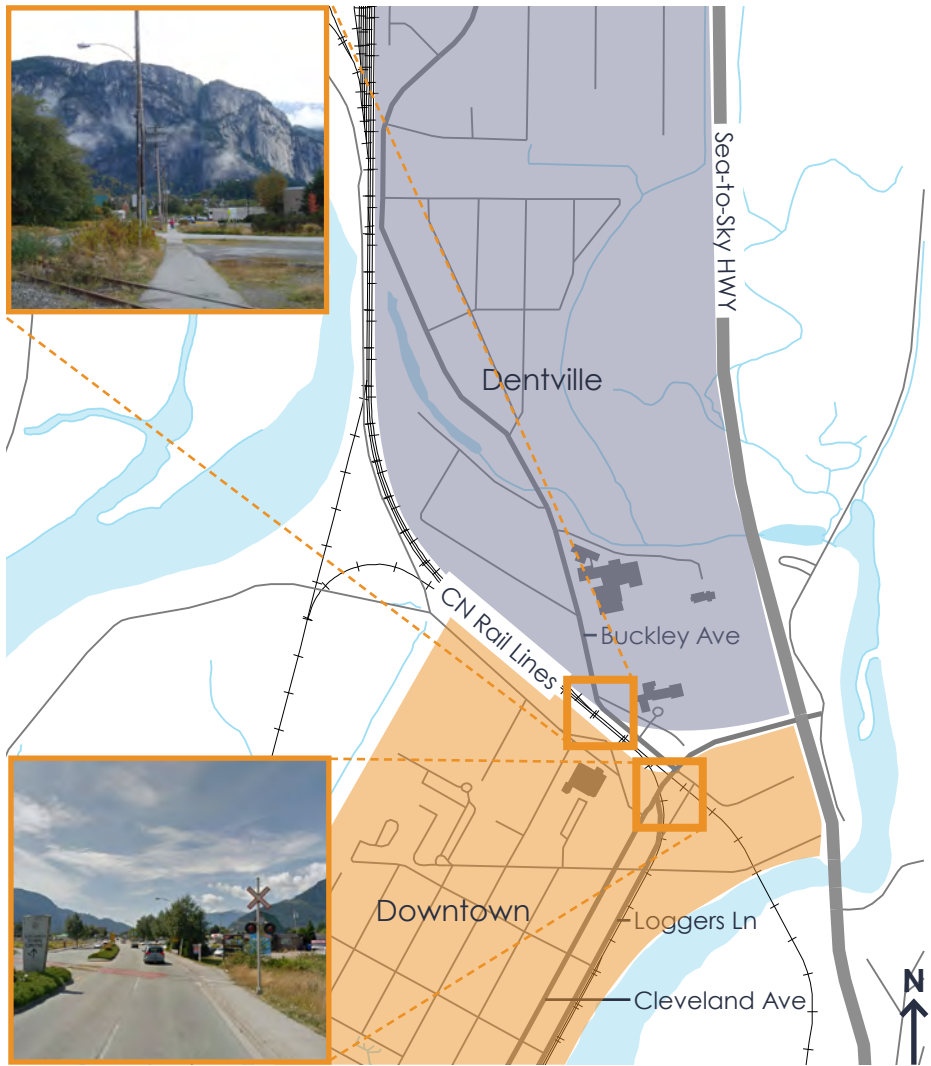 Sea-to-Sky HWY
Dentville
CN Rail Lines
Buckley Ave
Downtown
Loggers Ln
Cleveland Ave
N